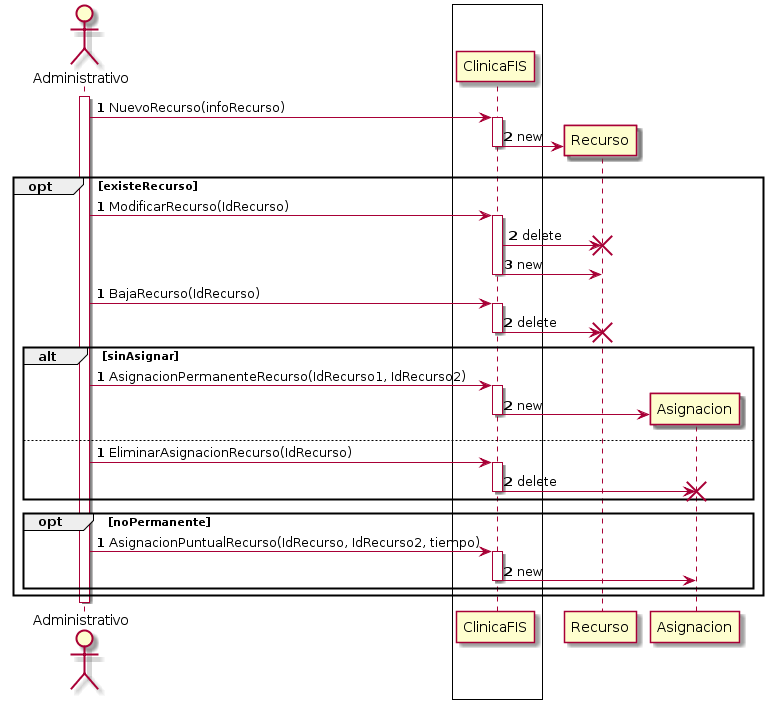 Administrativo
ClinicaFIS
1 NuevoRecurso(infoRecurso)
2 new
Recurso
opt [existeRecurso]
1 ModificarRecurso(IdRecurso)
2 delete
3 new
1 BajaRecurso(IdRecurso)
2 delete
alt [sinAsignar]
1 AsignacionPermanenteRecurso(IdRecurso1, IdRecurso2)
2 new
Asignacion
1 EliminarAsignacionRecurso(IdRecurso)
2 delete
opt [noPermanente]
1 AsignacionPuntualRecurso(IdRecurso, IdRecurso2, tiempo)
2 new
Administrativo ClinicaFIS Recurso Asignacion